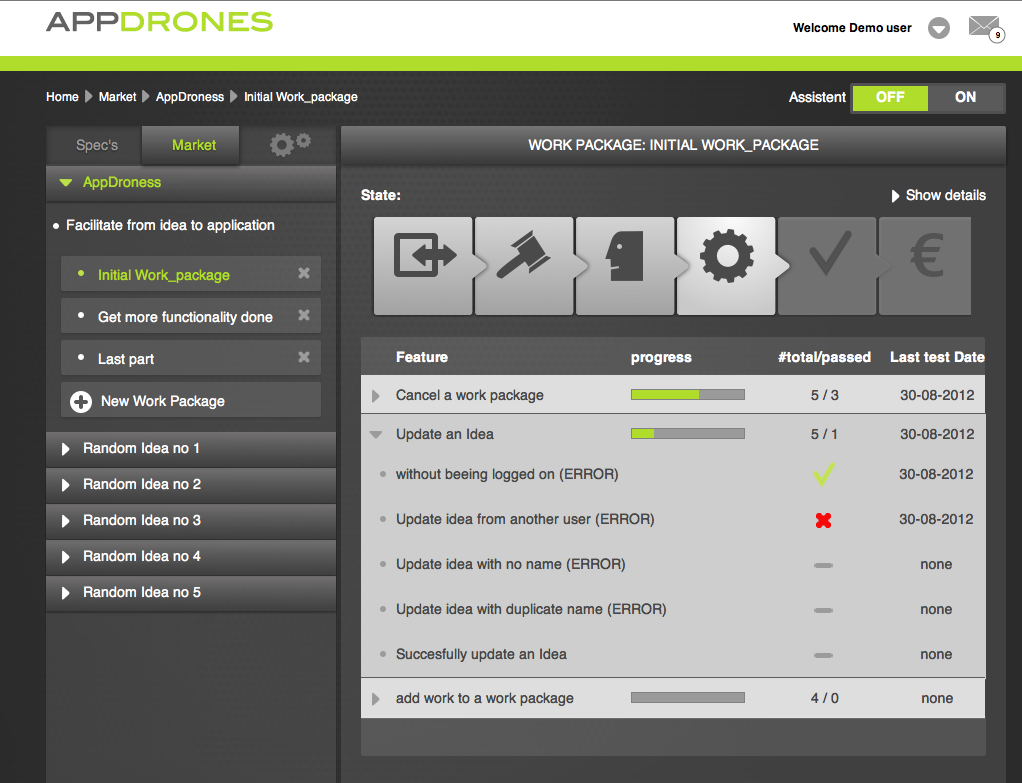 APPDRONES
Welcome Demo user
9
Home Market AppDroness Initial Work_package
Assistent OFF ON
Spec's Market
WORK PACKAGE: INITIAL WORK_PACKAGE
AppDroness
State:
Show details
Facilitate from idea to application
Initial Work_package
Get more functionality done
Last part
New Work Package
Random Idea no 1
Random Idea no 2
Random Idea no 3
Random Idea no 4
Random Idea no 5
€
Feature progress #total/passed Last test Date
Cancel a work package 5 / 3 30-08-2012
Update an Idea 5 / 1 30-08-2012
without beeing logged on (ERROR) 30-08-2012
Update idea from another user (ERROR) 30-08-2012
Update idea with no name (ERROR) none
Update idea with duplicate name (ERROR) none
Succesfully update an Idea none
add work to a work package 4 / 0 none